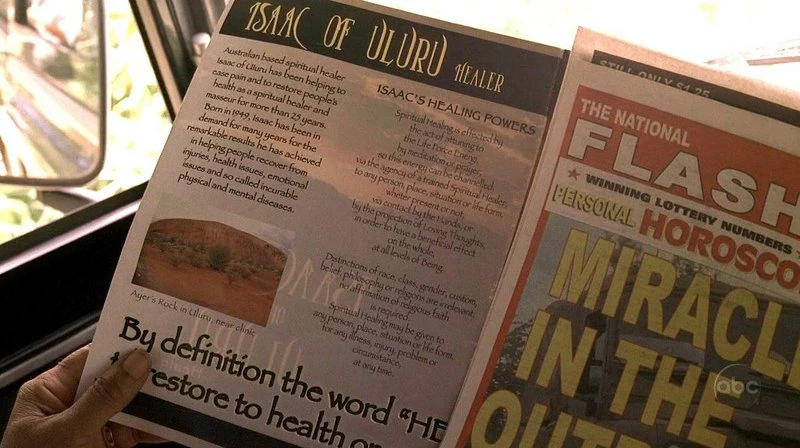 ISAAC OF ULURU HEALER
Australian based spiritual healer
Isaac of Uluru has been helping to
ease pain and to restore people's
health as a spiritual healer and
masseur for more than 25 years.
Born in 1949, Isaac has been in
demand for many years for the
remarkable results he has achieved
in helping people recover from
injuries, health issues, emotional
issues and so called incurable
physical and mental diseases.
Ayer's Rock in Uluru, near clinic
ISAAC'S HEALING POWERS
Spiritual Healing is effected by
the act of tuning to
the Life Force Energy
by meditation or prayer,
so this energy can be channelled;
via the agency of a trained Spiritual Healer,
to any person, place, situation or life form,
wheter present or not,
via contact by the Hands, or
by the projection of Loving Thoughts,
in order to have a beneficial effect
on the whole,
at all levels of Being.
Distinctions of race, class, gender, custom,
belief, philosophy or religions are irrelevant,
no affirmation of religious faith
is required.
Spiritual Healing may be given to
any person, place, situation or life form,
for any illness, injury, problem or
circumstance,
at any time.
By definition the word "HE
restore to health or
STILL ONLY $1.25
THE NATIONAL
FLASH
★ WINNING LOTTERY NUMBERS ★
PERSONAL HOROSCO
MIRACL
IN THE
OUT
abc